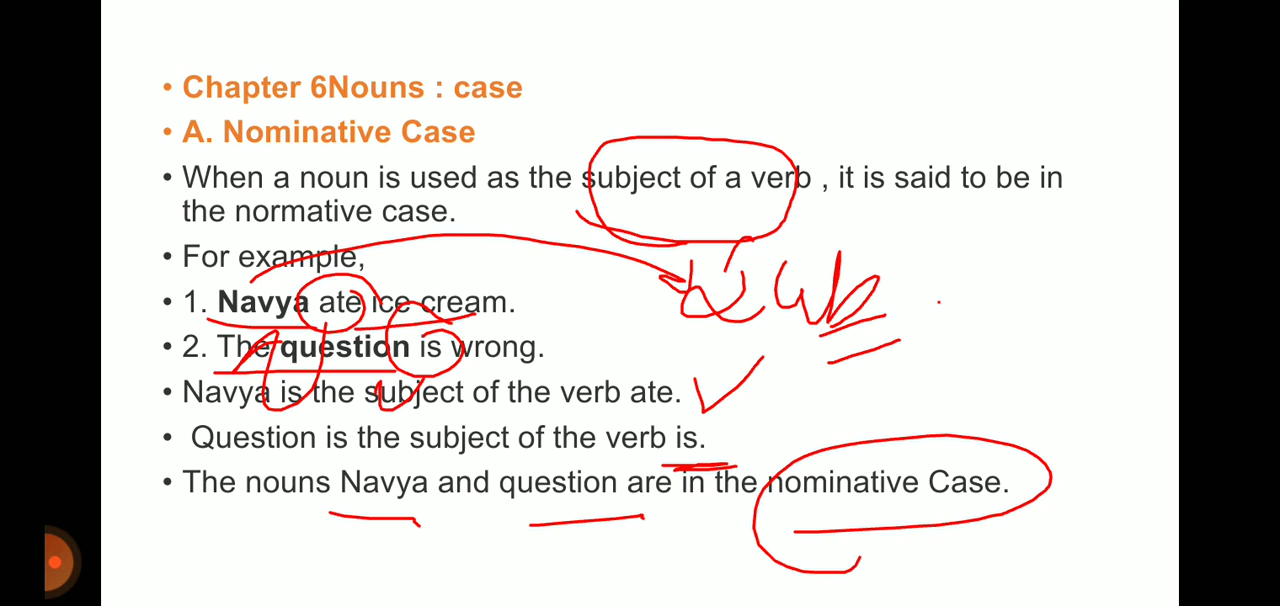 • Chapter 6Nouns : case
• A. Nominative Case
• When a noun is used as the subject of a verb , it is said to be in
the normative case.
• For example,
• 1. Navya ate ice cream.
• 2. The question is wrong.
• Navya is the subject of the verb ate.
• Question is the subject of the verb is.
• The nouns Navya and question are in the nominative Case.